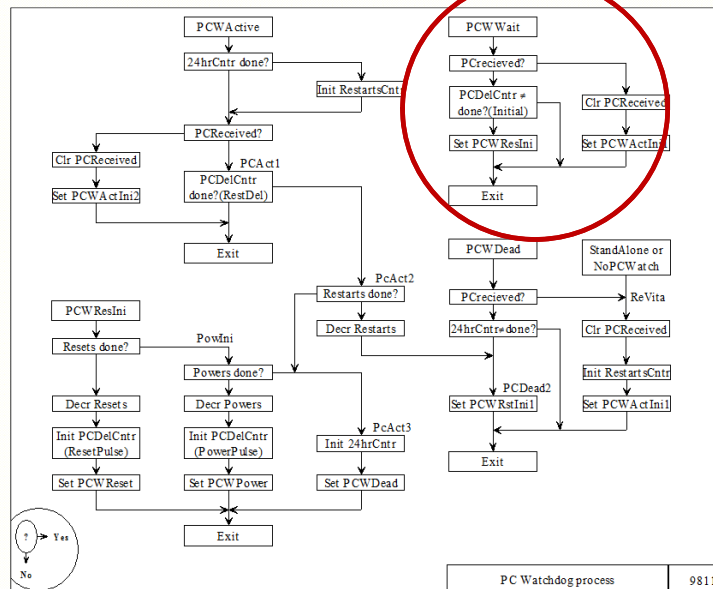 PCWActive
24hrCntr done?
Init RestartsCntr
PCReceived?
Clr PCReceived
Set PCWActIni2
PCAct1
PCDelCntr
done?(RestDel)
Exit
PCWWait
PCrecieved?
PCDelCntr ≠
done?(Initial)
Clr PCReceived
Set PCWResIni
Set PCWActIni1
Exit
PcAct2
Restarts done?
Decr Restarts
PCWDead
PCrecieved?
24hrCntr≠done?
PCDead2
Set PCWRstIni1
Exit
StandAlone or
NoPCWatch
ReVita
Clr PCReceived
Init RestartsCntr
Set PCWActIni1
PCWResIni
Resets done?
PowIni
Decr Resets
Init PCDelCntr
(ResetPulse)
Set PCWReset
Powers done?
Decr Powers
Init PCDelCntr
(PowerPulse)
Set PCWPower
PcAct3
Init 24hrCntr
Set PCWDead
Exit
? Yes
No
PC Watchdog process 9811